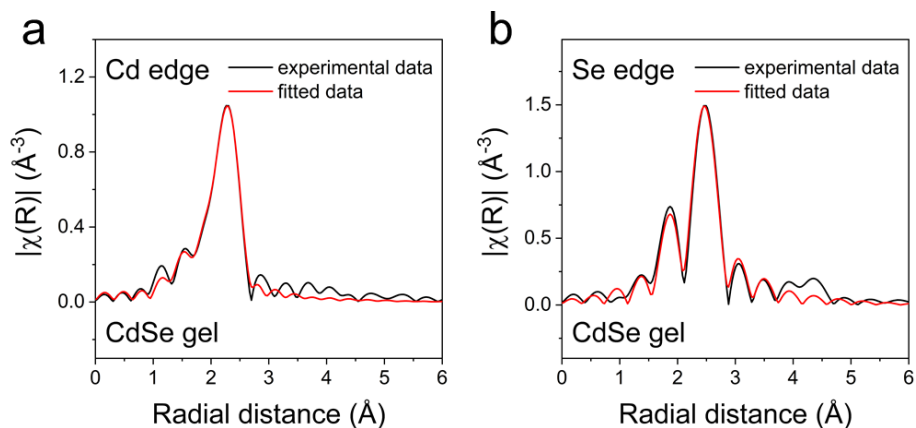 a
Cd edge
experimental data
fitted data
|χ(R)| (Å⁻³)
1.2
0.8
0.4
0.0
CdSe gel
0 1 2 3 4 5 6
Radial distance (Å)
b
Se edge
experimental data
fitted data
|χ(R)| (Å⁻³)
1.5
1.0
0.5
0.0
CdSe gel
0 1 2 3 4 5 6
Radial distance (Å)